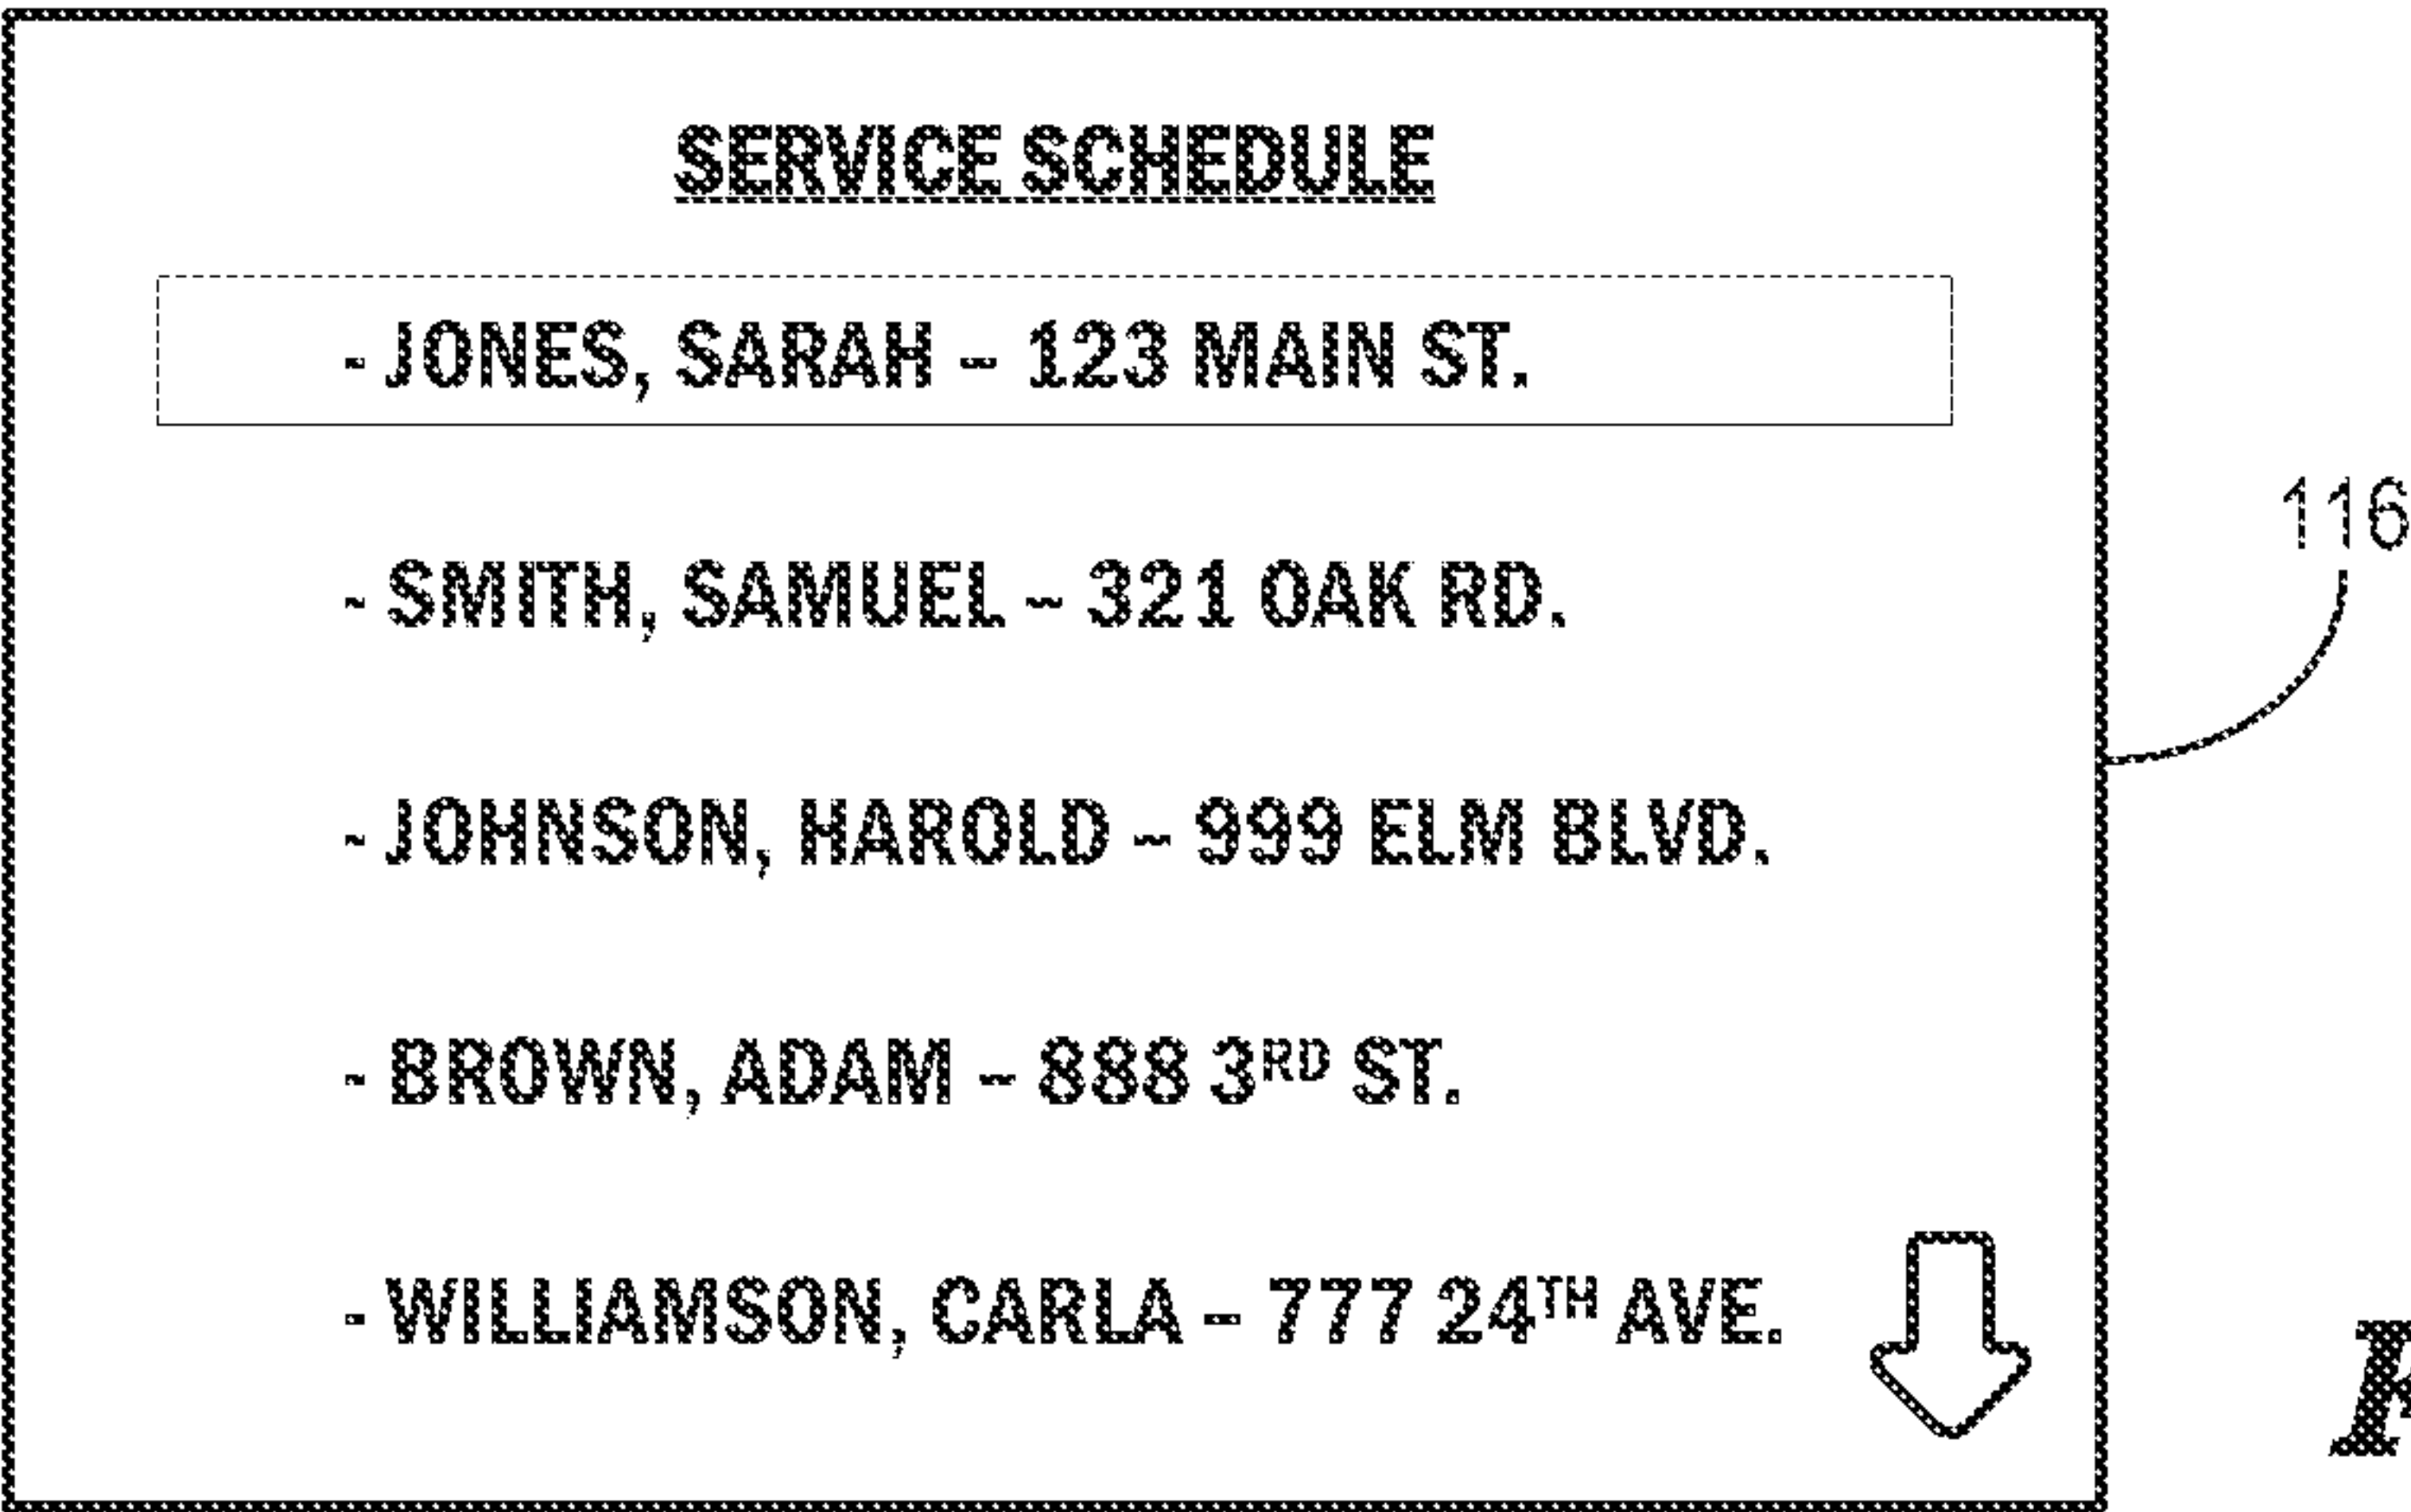 SERVICE SCHEDULE
- JONES, SARAH – 123 MAIN ST.
116
- SMITH, SAMUEL – 321 OAK RD.
- JOHNSON, HAROLD – 999 ELM BLVD.
- BROWN, ADAM – 888 3RD ST.
- WILLIAMSON, CARLA – 777 24TH AVE.